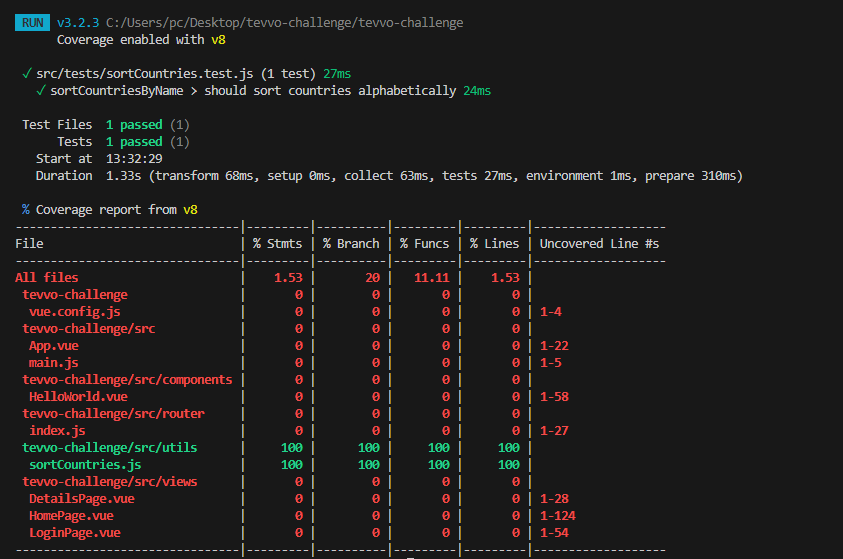 RUN v3.2.3 C:/Users/pc/Desktop/tevvo-challenge/tevvo-challenge
Coverage enabled with v8
✓ src/tests/sortCountries.test.js (1 test) 27ms
✓ sortCountriesByName > should sort countries alphabetically 24ms
Test Files 1 passed (1)
Tests 1 passed (1)
Start at 13:32:29
Duration 1.33s (transform 68ms, setup 0ms, collect 63ms, tests 27ms, environment 1ms, prepare 310ms)
% Coverage report from v8
-------------------------------|---------|----------|---------|---------|-------------------
File | % Stmts | % Branch | % Funcs | % Lines | Uncovered Line #s
-------------------------------|---------|----------|---------|---------|-------------------
All files | 1.53 | 20 | 11.11 | 1.53 |
tevvo-challenge | 0 | 0 | 0 | 0 |
vue.config.js | 0 | 0 | 0 | 0 | 1-4
tevvo-challenge/src | 0 | 0 | 0 | 0 |
App.vue | 0 | 0 | 0 | 0 | 1-22
main.js | 0 | 0 | 0 | 0 | 1-5
tevvo-challenge/src/components | 0 | 0 | 0 | 0 |
HelloWorld.vue | 0 | 0 | 0 | 0 | 1-58
tevvo-challenge/src/router | 0 | 0 | 0 | 0 |
index.js | 0 | 0 | 0 | 0 | 1-27
tevvo-challenge/src/utils | 100 | 100 | 100 | 100 |
sortCountries.js | 100 | 100 | 100 | 100 |
tevvo-challenge/src/views | 0 | 0 | 0 | 0 |
DetailsPage.vue | 0 | 0 | 0 | 0 | 1-28
HomePage.vue | 0 | 0 | 0 | 0 | 1-124
LoginPage.vue | 0 | 0 | 0 | 0 | 1-54
-------------------------------|---------|----------|---------|---------|-------------------